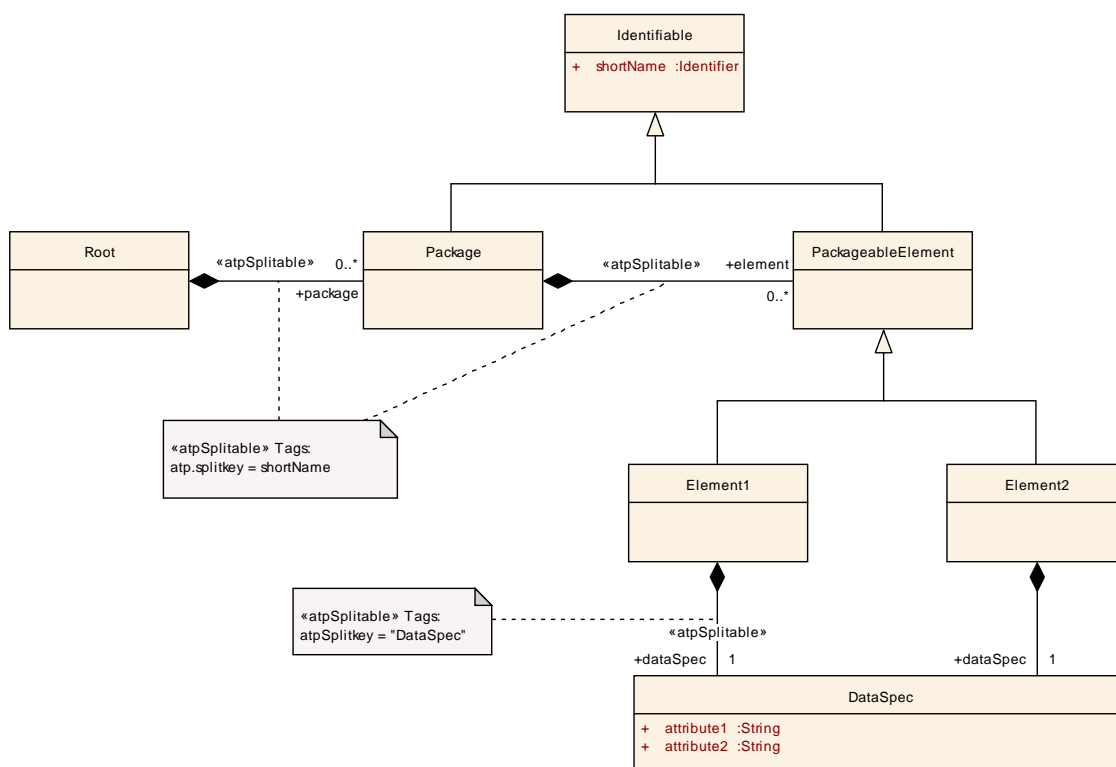 Identifiable
+ shortName :Identifier
Root
Package
PackageableElement
«atpSplitable»
0..*
+package
«atpSplitable»
+element
0..*
«atpSplitable» Tags:
atp.splitkey = shortName
Element1
Element2
«atpSplitable» Tags:
atpSplitkey = "DataSpec"
«atpSplitable»
+dataSpec
1
+dataSpec
1
DataSpec
+ attribute1 :String
+ attribute2 :String